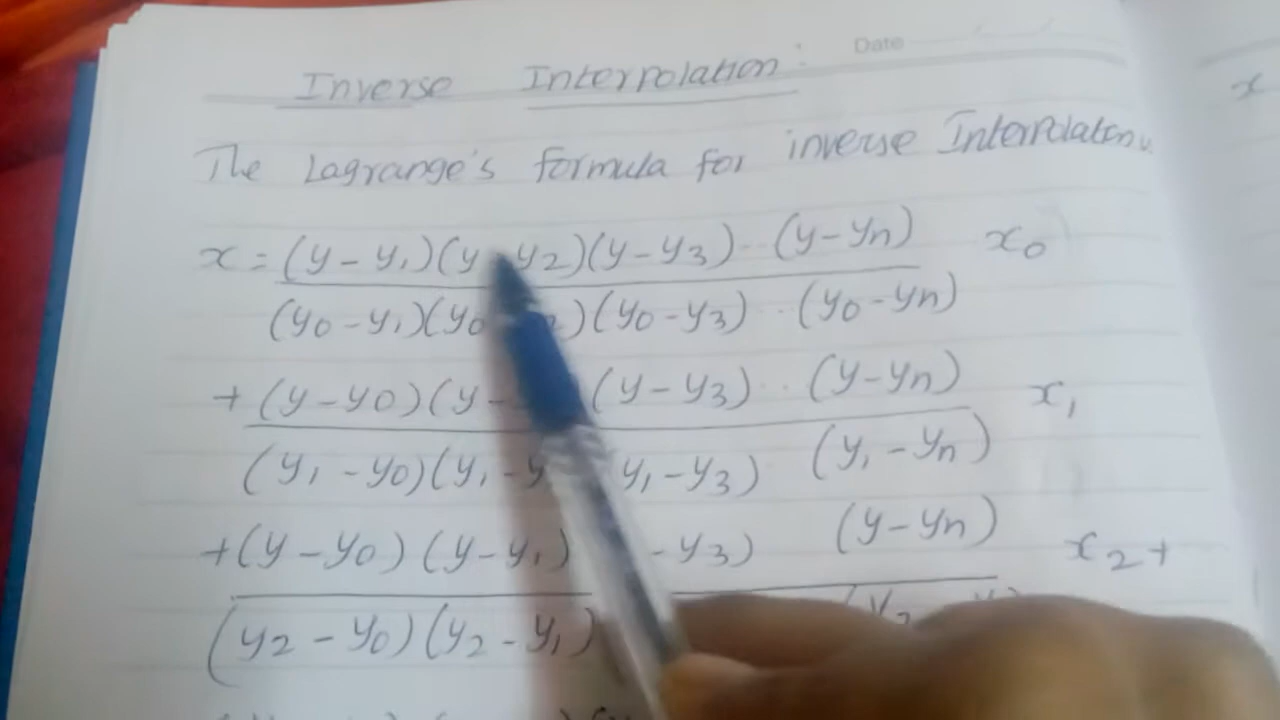 Date
Inverse Interpolation:
The Lagrange's formula for inverse Interpolation
x = (y - y1)(y - y2)(y - y3) .. (y - yn) x0
(y0 - y1)(y0 2)(y0 - y3) .. (y0 - yn)
+ (y - y0)(y - (y - y3) .. (y - yn) x1
(y1 - y0)(y1 - y y1 - y3) (y1 - yn)
+ (y - y0)(y - y1) - y3) (y - yn) x2 +
(y2 - y0)(y2 - y1)
x